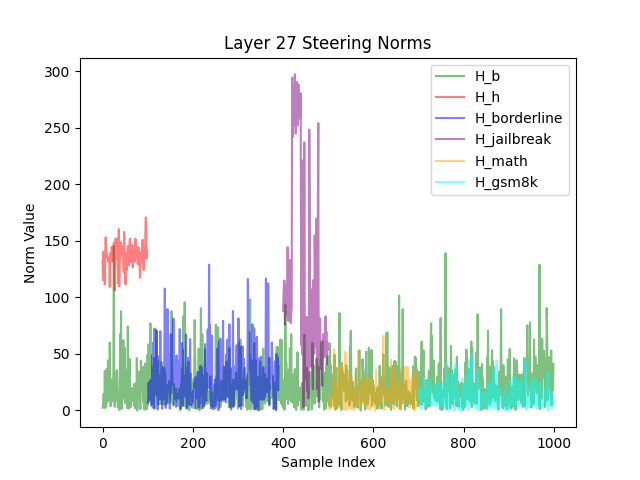 Layer 27 Steering Norms
300
250
200
150
100
50
0
Norm Value
H_b
H_h
H_borderline
H_jailbreak
H_math
H_gsm8k
0 200 400 600 800 1000
Sample Index